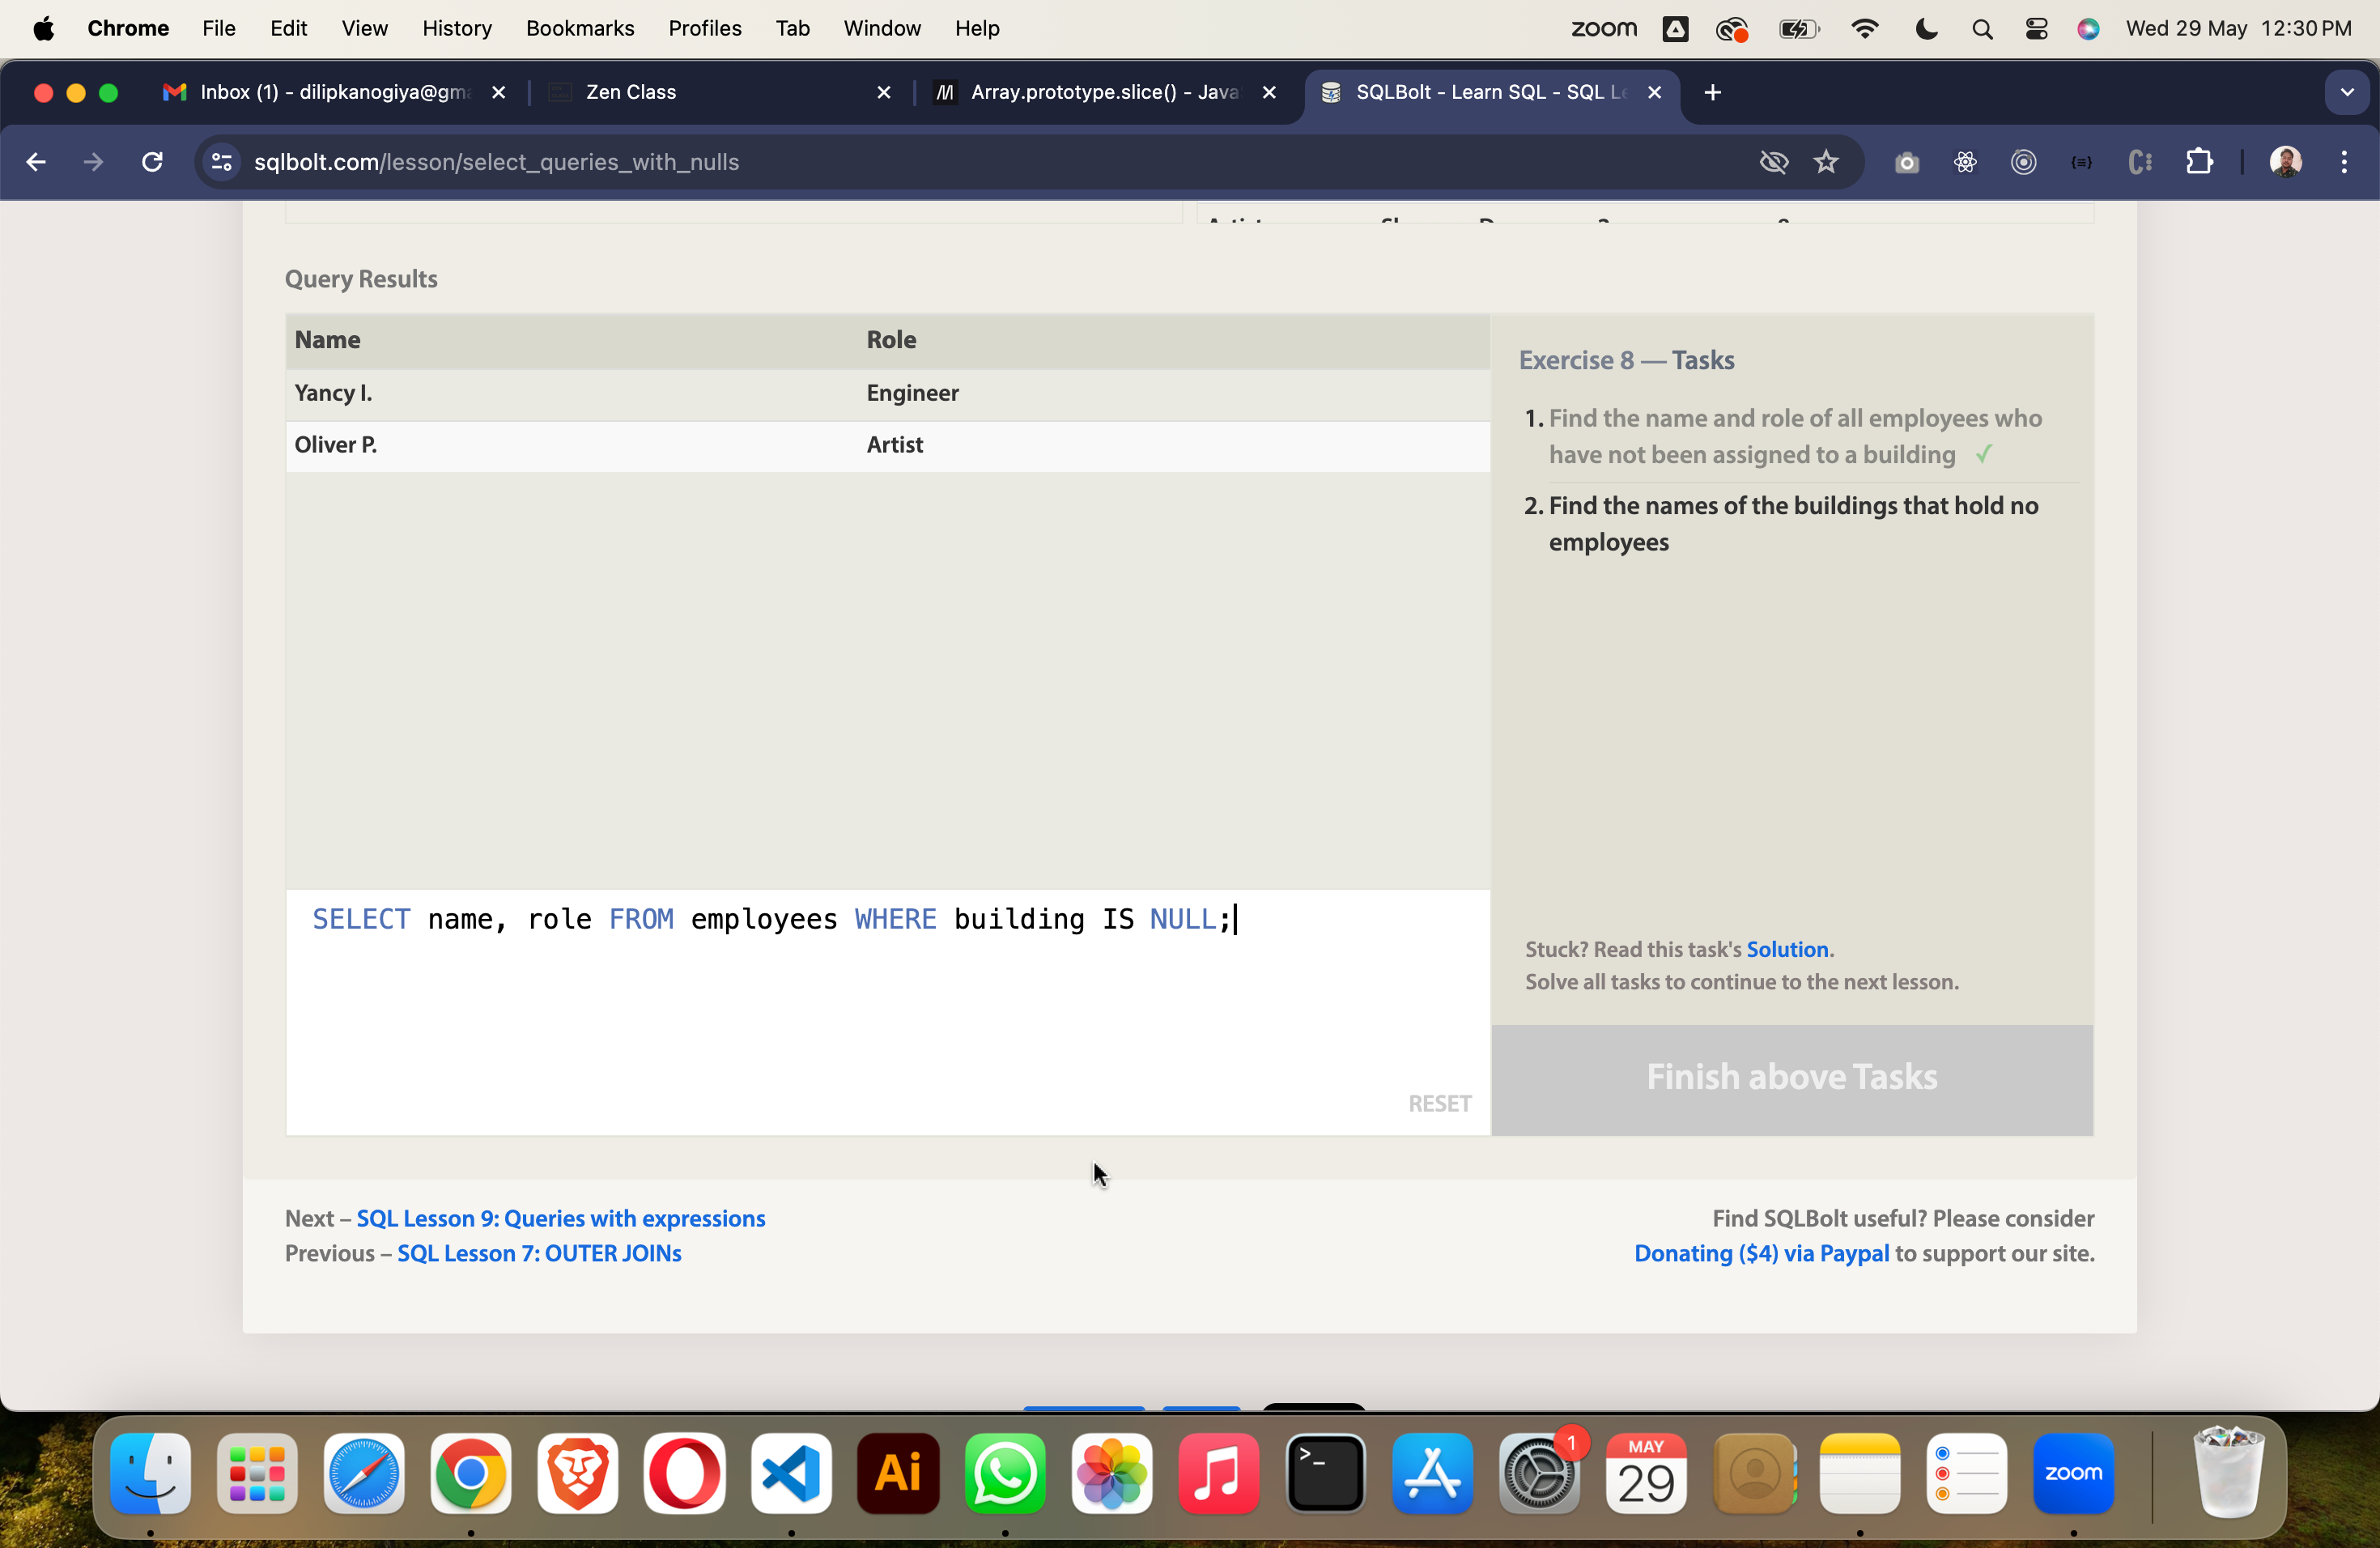 Chrome File Edit View History Bookmarks Profiles Tab Window Help zoom Wed 29 May 12:30 PM
Inbox (1) - dilipkanogiya@gm Zen Class Array.prototype.slice() - Java SQLBolt - Learn SQL - SQL L
sqlbolt.com/lesson/select_queries_with_nulls
Query Results
Name Role
Yancy I. Engineer
Oliver P. Artist
Exercise 8 — Tasks
1. Find the name and role of all employees who
have not been assigned to a building ✓
2. Find the names of the buildings that hold no
employees
SELECT name, role FROM employees WHERE building IS NULL;
Stuck? Read this task's Solution.
Solve all tasks to continue to the next lesson.
RESET
Finish above Tasks
Next – SQL Lesson 9: Queries with expressions
Previous – SQL Lesson 7: OUTER JOINs
Find SQLBolt useful? Please consider
Donating ($4) via Paypal to support our site.
Ai
>_
1
MAY
29
zoom